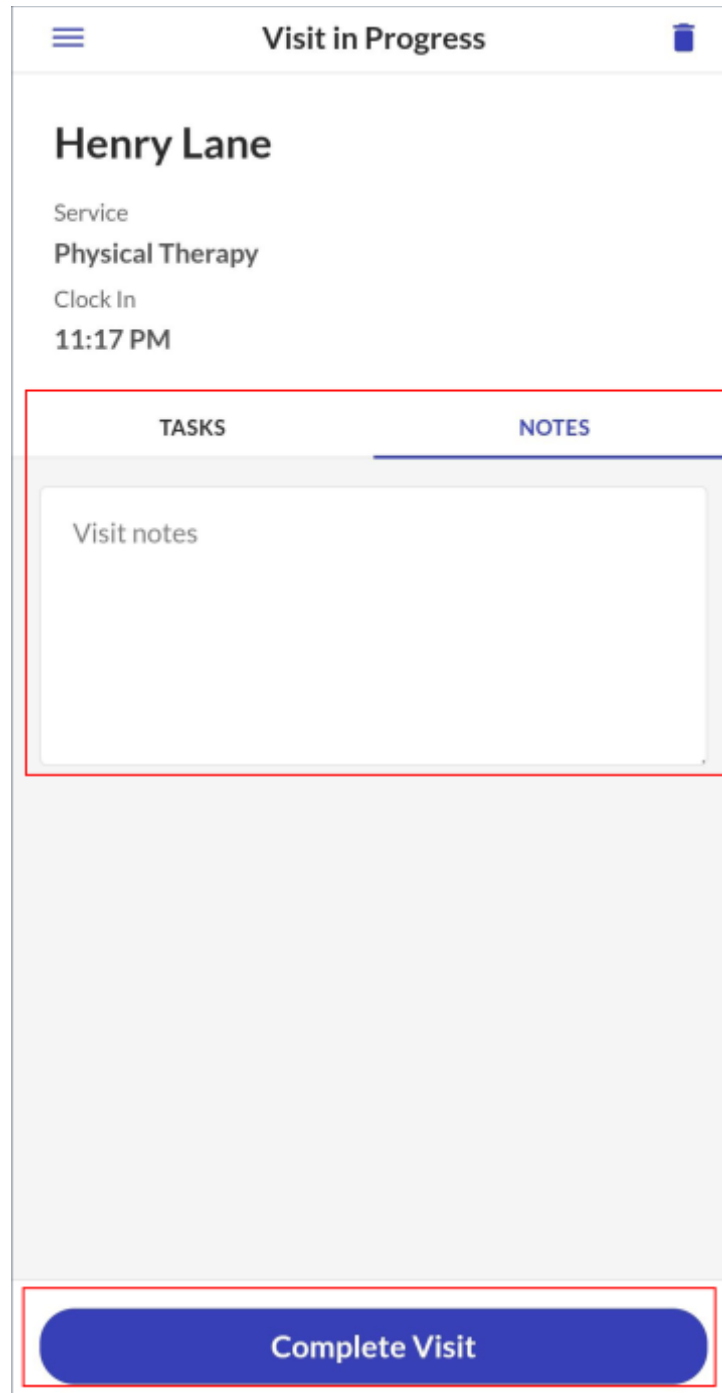 Visit in Progress
Henry Lane
Service
Physical Therapy
Clock In
11:17 PM
TASKS NOTES
Visit notes
Complete Visit